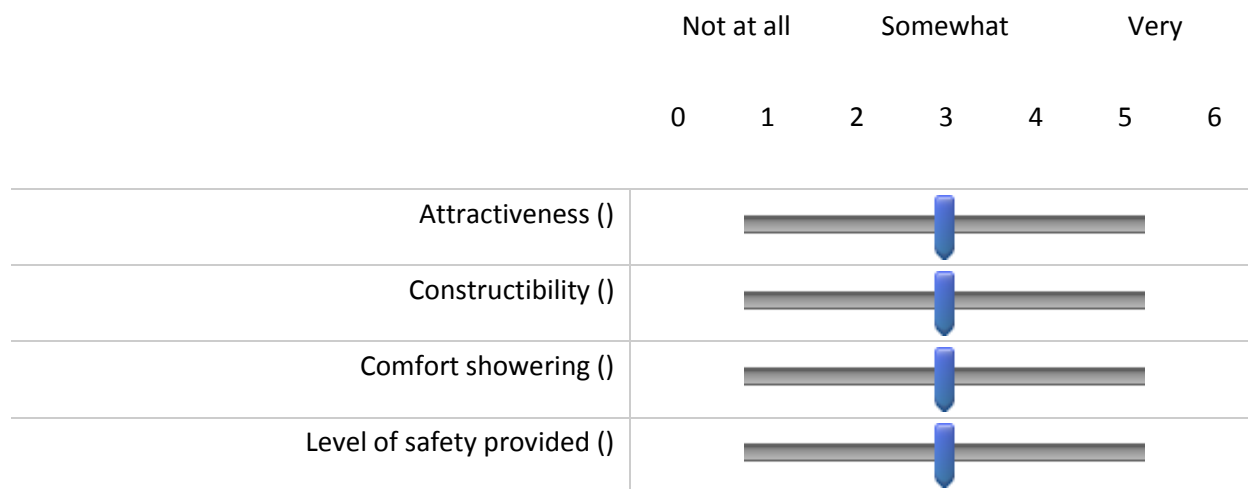 Not at all Somewhat Very
0 1 2 3 4 5 6
Attractiveness ()
Constructibility ()
Comfort showering ()
Level of safety provided ()